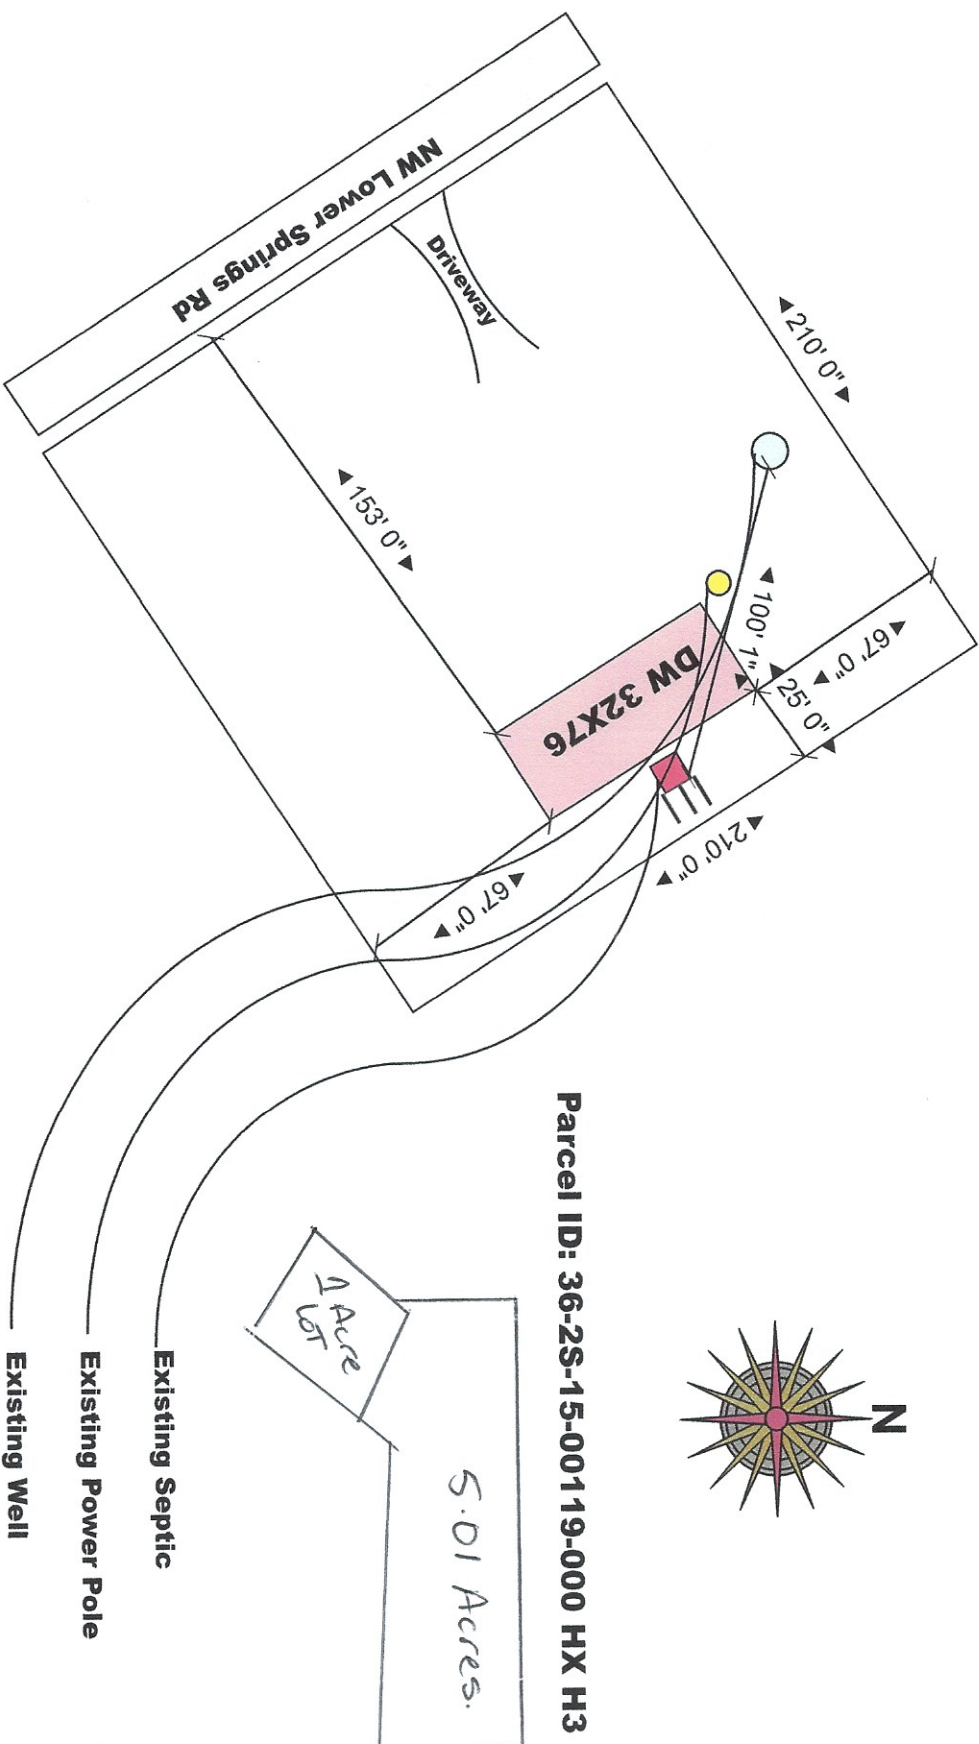 NW Lower Springs Rd
Driveway
210' 0"
153' 0"
100' 1"
67' 0"
25' 0"
DW 32X76
210' 0"
67' 0"
N
Parcel ID: 36-2S-15-00119-000 HX H3
1 Acre
LOT
5.01 Acres.
Existing Septic
Existing Power Pole
Existing Well